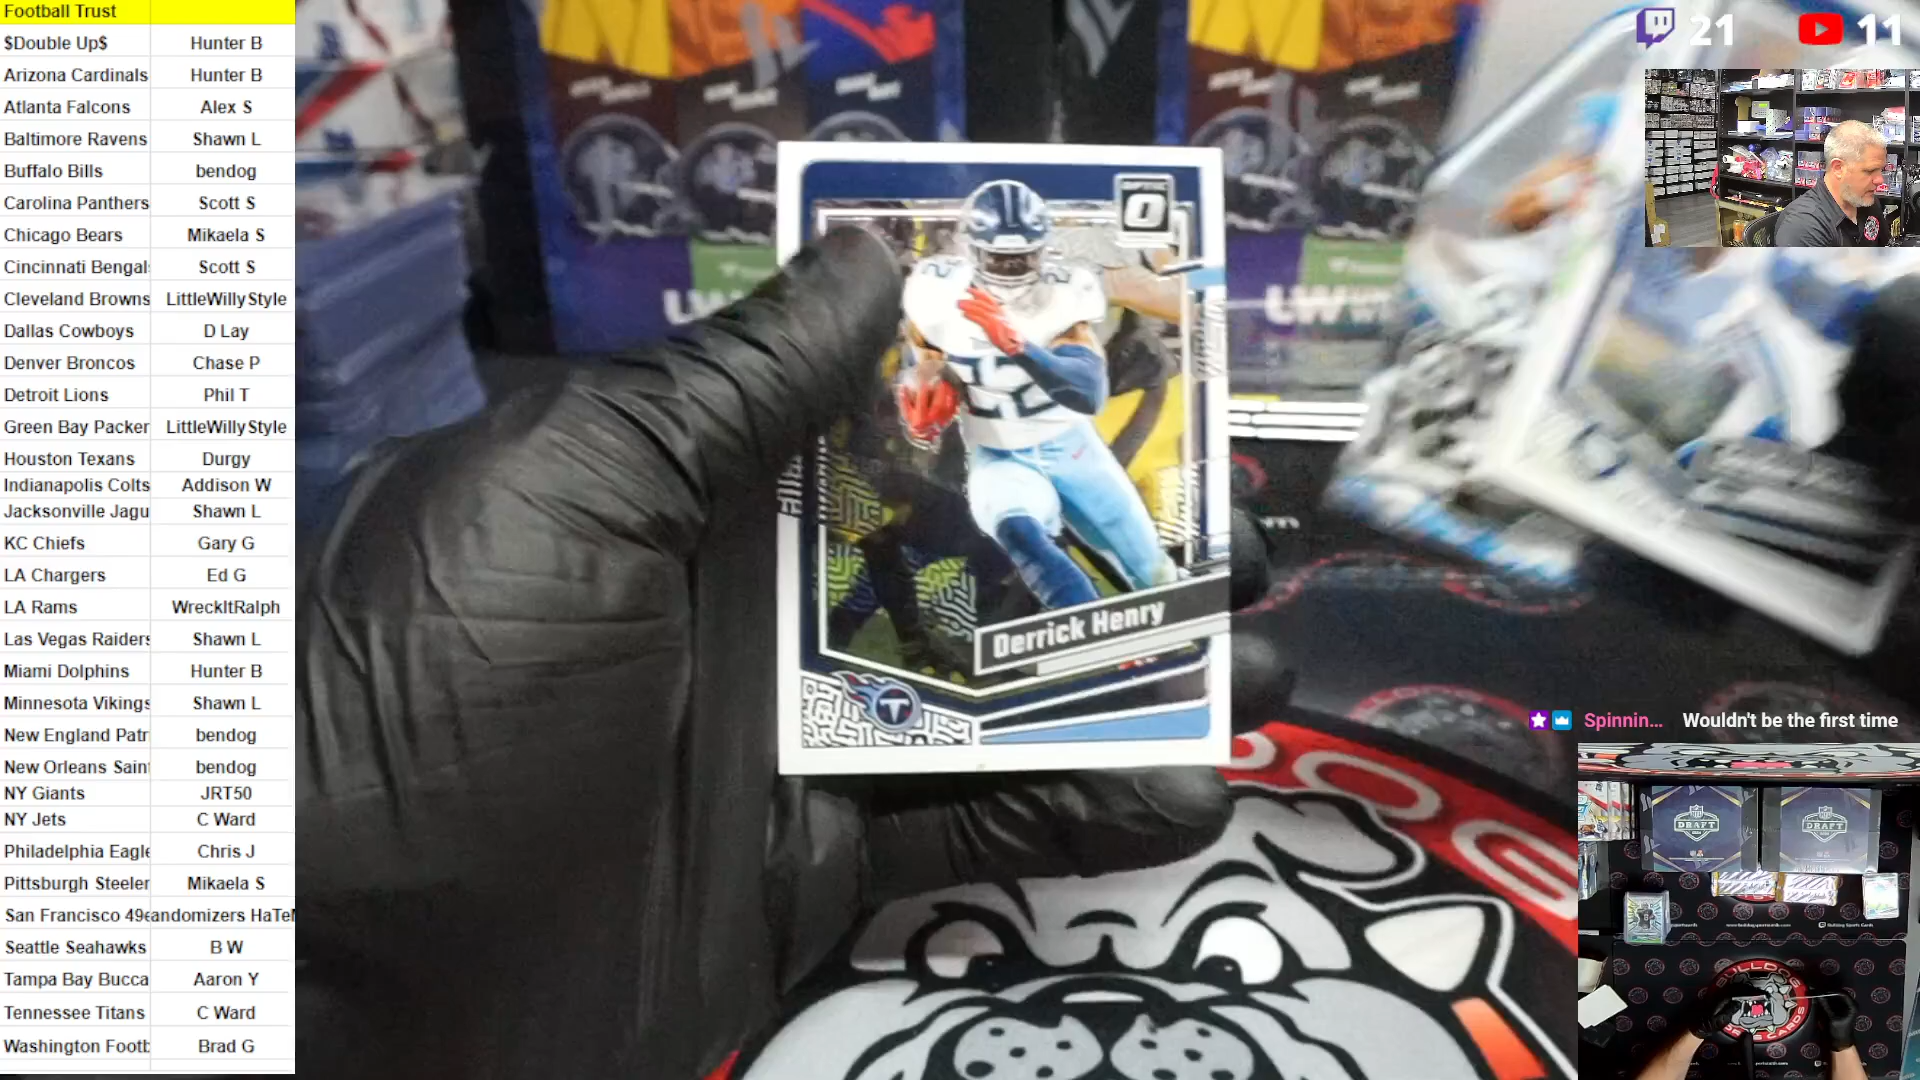 Football Trust
$Double Up$ Hunter B
Arizona Cardinals Hunter B
Atlanta Falcons Alex S
Baltimore Ravens Shawn L
Buffalo Bills bendog
Carolina Panthers Scott S
Chicago Bears Mikaela S
Cincinnati Bengal Scott S
Cleveland Browns LittleWillyStyle
Dallas Cowboys D Lay
Denver Broncos Chase P
Detroit Lions Phil T
Green Bay Packer LittleWillyStyle
Houston Texans Durgy
Indianapolis Colts Addison W
Jacksonville Jagu Shawn L
KC Chiefs Gary G
LA Chargers Ed G
LA Rams WreckItRalph
Las Vegas Raiders Shawn L
Miami Dolphins Hunter B
Minnesota Vikings Shawn L
New England Patr bendog
New Orleans Sain bendog
NY Giants JRT50
NY Jets C Ward
Philadelphia Eagle Chris J
Pittsburgh Steeler Mikaela S
San Francisco 49e andomizers HaTeM
Seattle Seahawks B W
Tampa Bay Bucca Aaron Y
Tennessee Titans C Ward
Washington Footb Brad G
21 11
OPTIC
22
Derrick Henry
T
Spinnin... Wouldn't be the first time
DRAFT DRAFT
BULLDOG